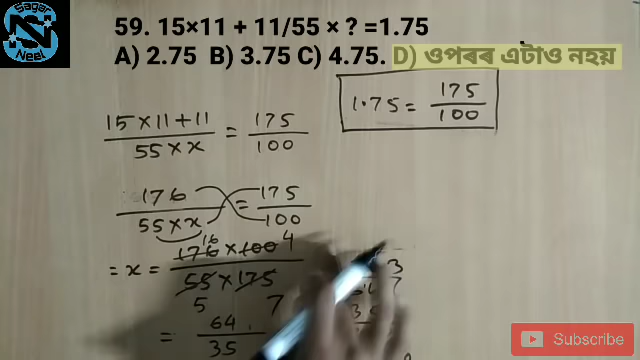 Sagar
Neel
59. 15×11 + 11/55 × ? =1.75
A) 2.75 B) 3.75 C) 4.75. D) ওপৰৰ এটাও নহয়
1.75 = 175/100
15×11+11/55×x = 175/100
176/55×x = 175/100
16 4
= x = 176×100/55×175
5 7
= 64/35
Subscribe